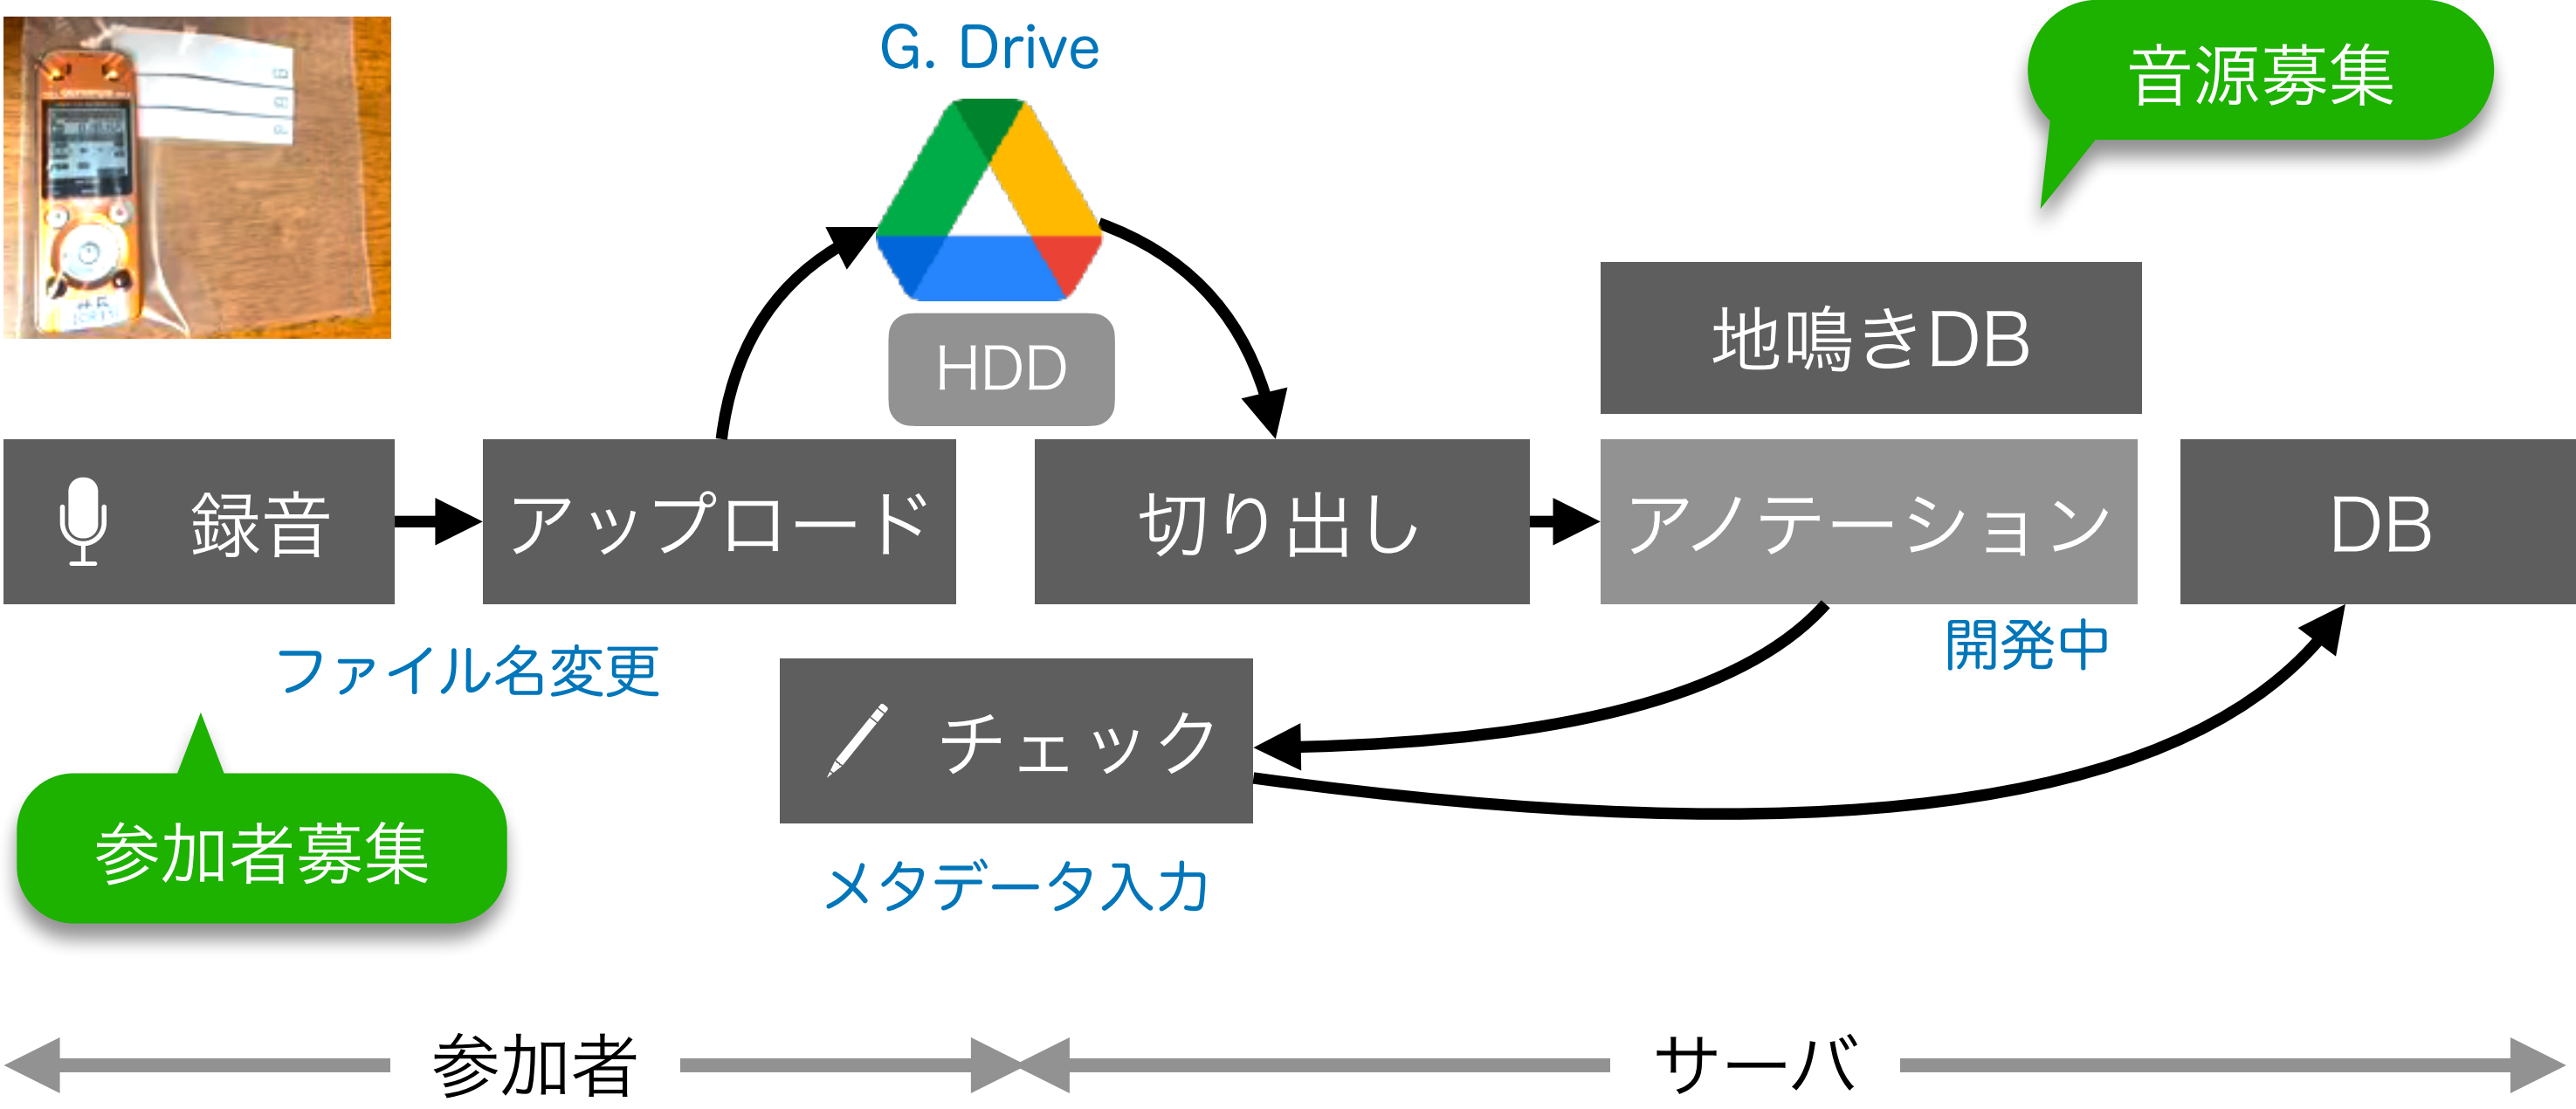 G. Drive
音源募集
HDD
地鳴きDB
録音
アップロード
切り出し
アノテーション
DB
ファイル名変更
開発中
チェック
参加者募集
メタデータ入力
参加者
サーバ